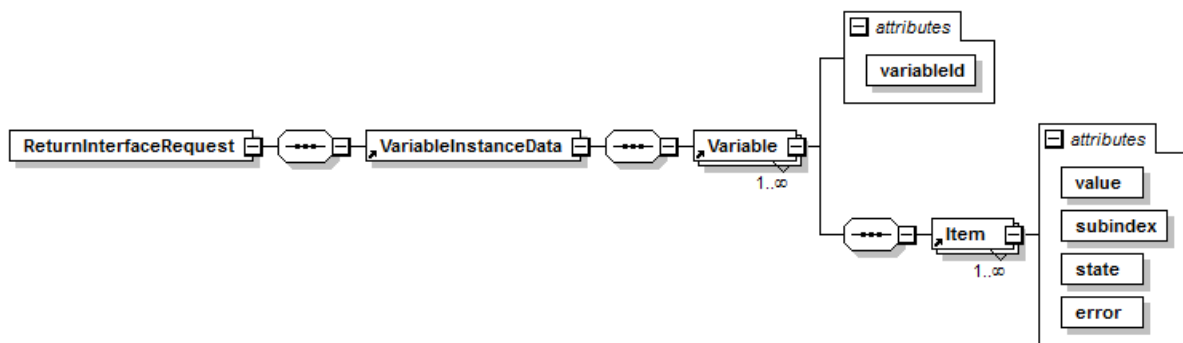 attributes
variableId
ReturnInterfaceRequest
VariableInstanceData
Variable
1..∞
attributes
value
subindex
state
error
Item
1..∞